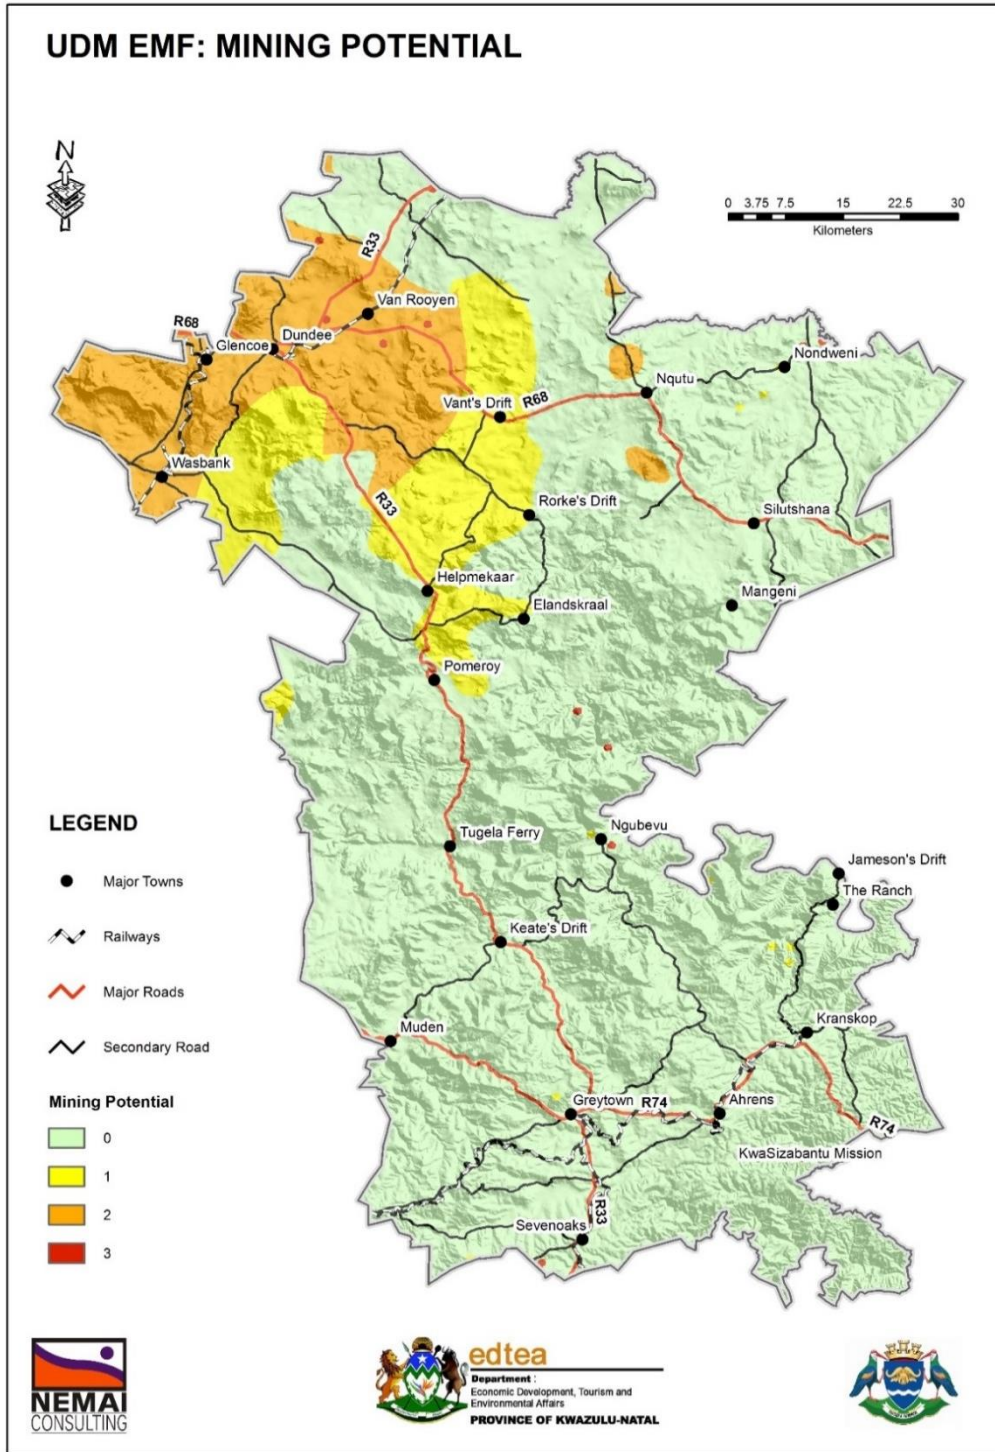 UDM EMF: MINING POTENTIAL
N
0 3.75 7.5 15 22.5 30
Kilometers
R33
Van Rooyen
R68
Dundee
Glencoe
Nondweni
Nqutu
Vant's Drift
R68
Wasbank
R33
Rorke's Drift
Silutshana
Helpmekaar
Mangeni
Elandskraal
Pomeroy
LEGEND
Tugela Ferry
Ngubevu
Jameson's Drift
The Ranch
Major Towns
Railways
Keate's Drift
Major Roads
Kranskop
Muden
Secondary Road
Mining Potential
Greytown
R74
Ahrens
R74
0
KwaSizabantu Mission
1
R33
2
Sevenoaks
3
NEMAI
CONSULTING
edtea
Department :
Economic Development, Tourism and
Environmental Affairs
PROVINCE OF KWAZULU-NATAL